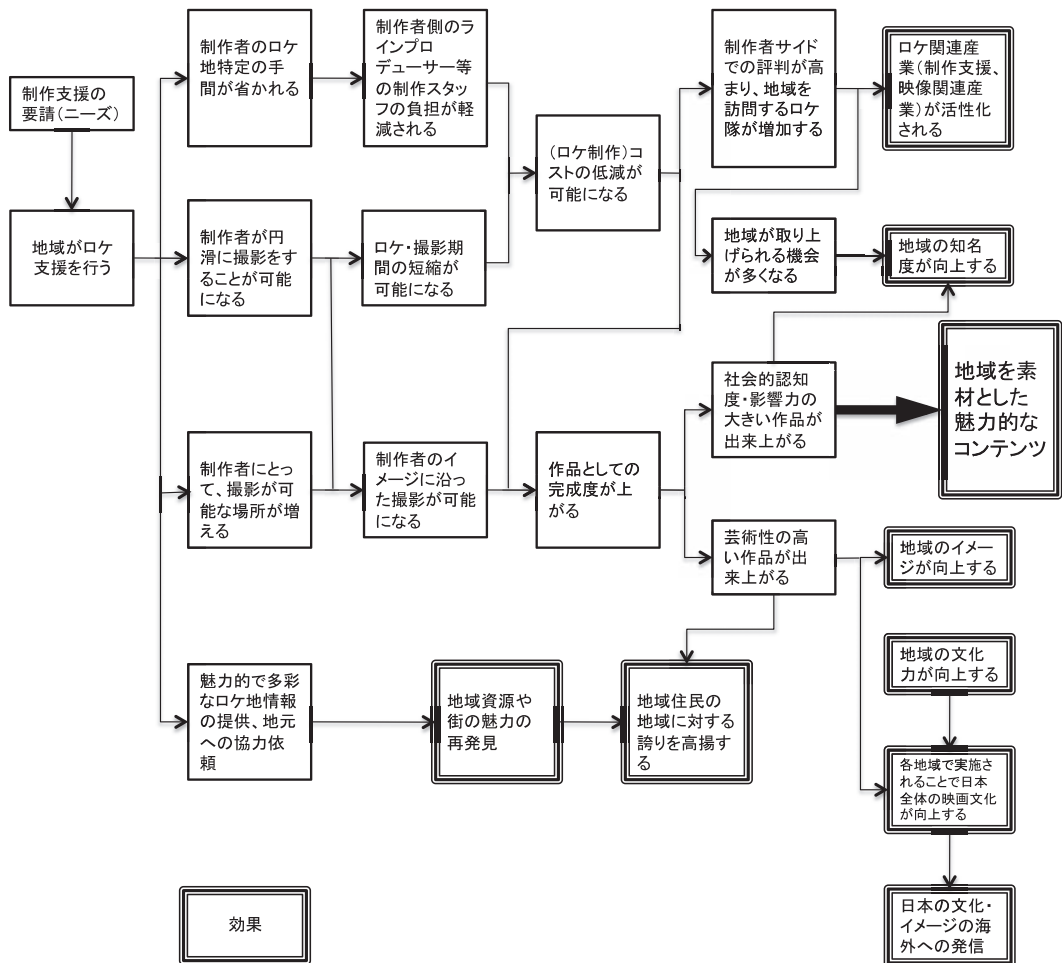 制作支援の
要請(ニーズ)
地域がロケ
支援を行う
制作者のロケ
地特定の手
間が省かれる
制作者側のラ
インプロ
デューサー等
の制作スタッ
フの負担が軽
減される
制作者が円
滑に撮影をす
ることが可能
になる
ロケ・撮影期
間の短縮が
可能になる
(ロケ制作)コ
ストの低減が
可能になる
制作者サイド
での評判が高
まり、地域を
訪問するロケ
隊が増加する
ロケ関連産
業(制作支援、
映像関連産
業)が活性化
される
地域が取り上
げられる機会
が多くなる
地域の知名
度が向上する
制作者にとっ
て、撮影が可
能な場所が増
える
制作者のイ
メージに沿っ
た撮影が可能
になる
作品としての
完成度が上
がる
社会的認知
度・影響力の
大きい作品が
出来上がる
地域を素
材とした
魅力的な
コンテンツ
芸術性の高
い作品が出
来上がる
地域のイメー
ジが向上する
魅力的で多彩
なロケ地情報
の提供、地元
への協力依
頼
地域資源や
街の魅力の
再発見
地域住民の
地域に対する
誇りを高揚す
る
地域の文化
力が向上する
各地域で実施さ
れることで日本
全体の映画文化
が向上する
日本の文化・
イメージの海
外への発信
効果